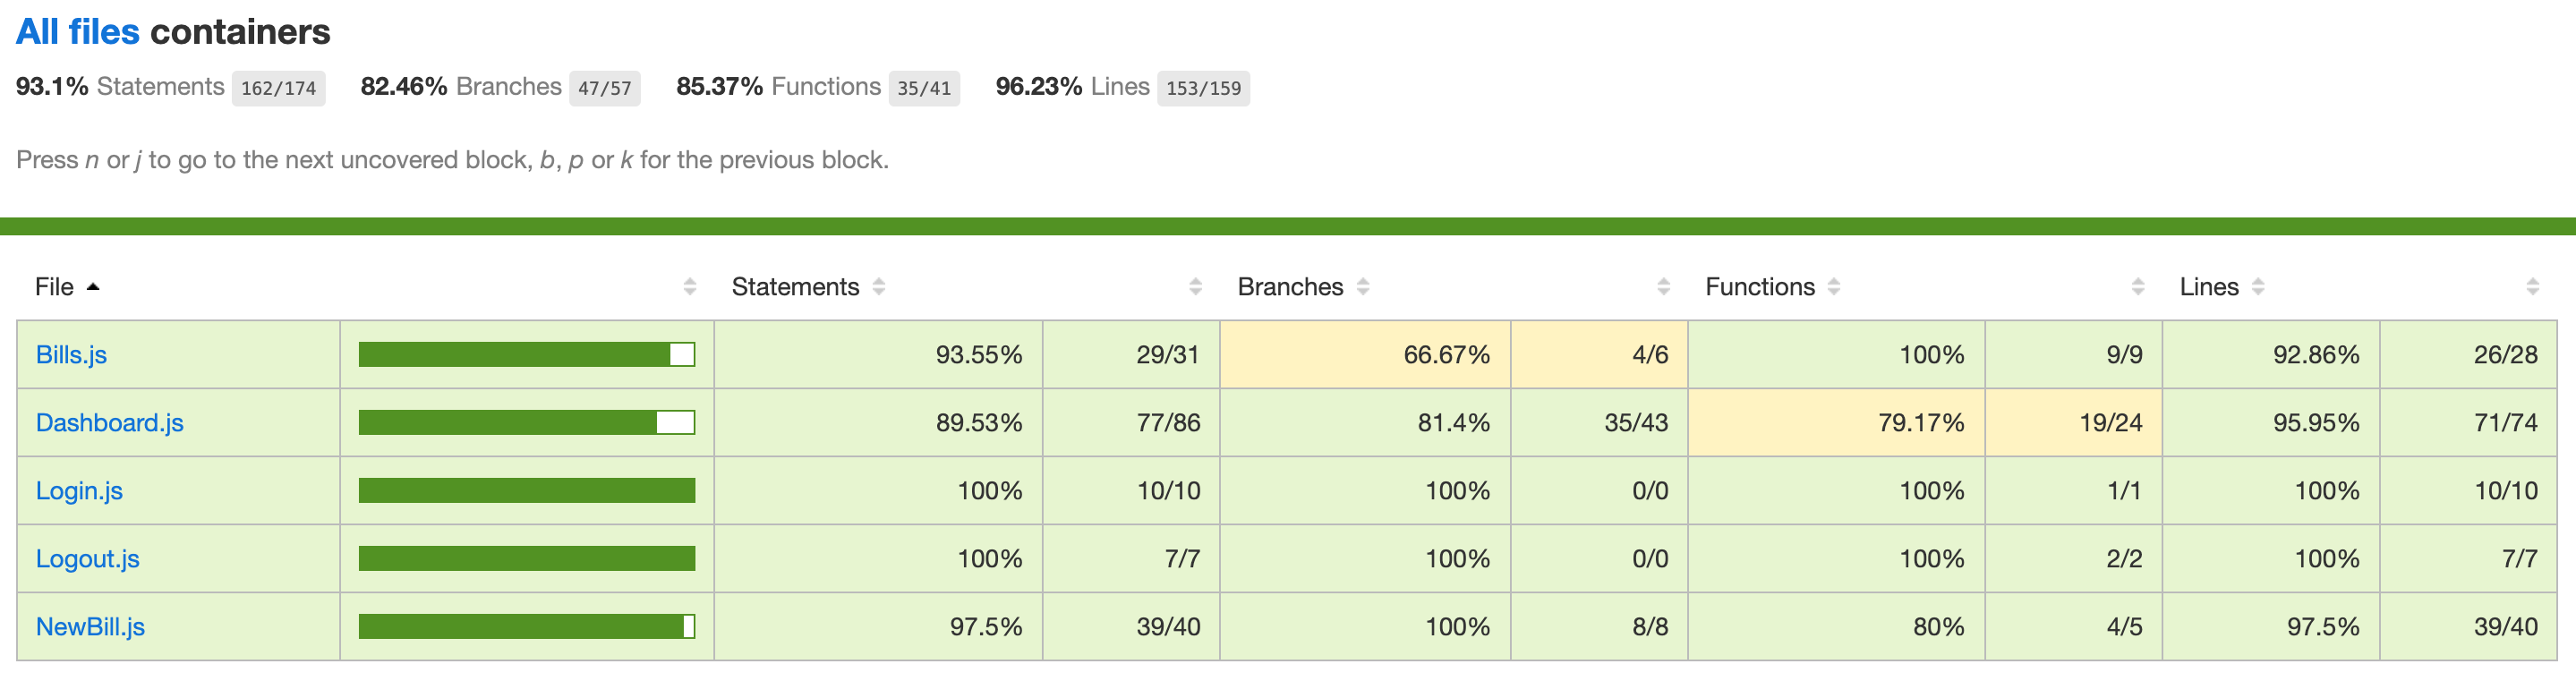 All files containers
93.1% Statements 162/174 82.46% Branches 47/57 85.37% Functions 35/41 96.23% Lines 153/159
Press n or j to go to the next uncovered block, b, p or k for the previous block.
File Statements Branches Functions Lines
Bills.js 93.55% 29/31 66.67% 4/6 100% 9/9 92.86% 26/28
Dashboard.js 89.53% 77/86 81.4% 35/43 79.17% 19/24 95.95% 71/74
Login.js 100% 10/10 100% 0/0 100% 1/1 100% 10/10
Logout.js 100% 7/7 100% 0/0 100% 2/2 100% 7/7
NewBill.js 97.5% 39/40 100% 8/8 80% 4/5 97.5% 39/40